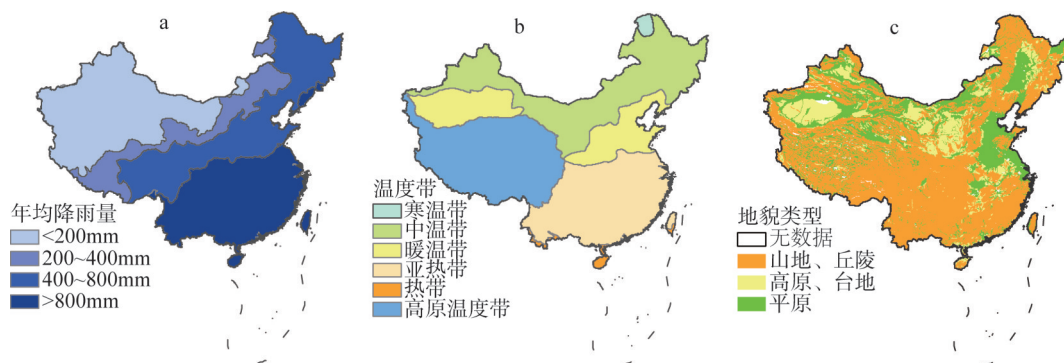 a
年均降雨量
<200mm
200~400mm
400~800mm
>800mm
b
温度带
寒温带
中温带
暖温带
亚热带
热带
高原温度带
c
地貌类型
无数据
山地、丘陵
高原、台地
平原